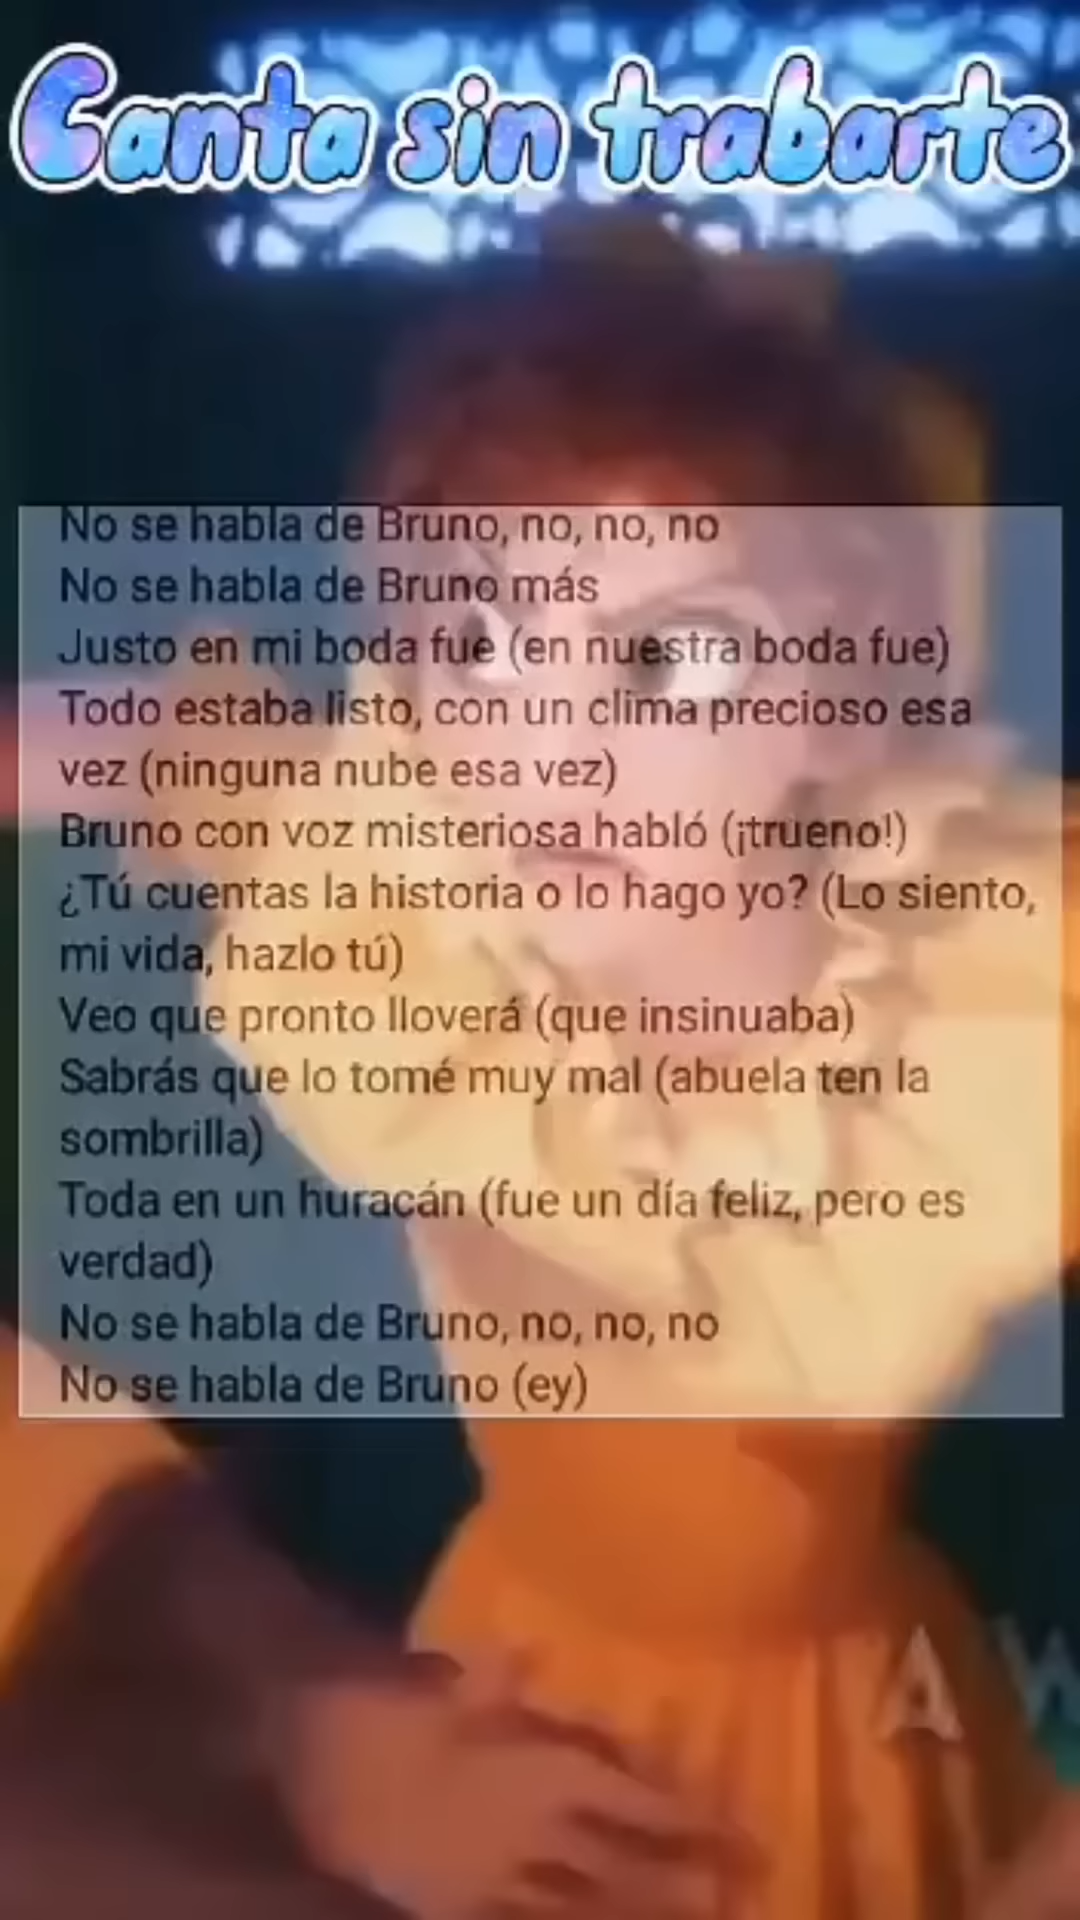 Canta sin trabarte
No se habla de Bruno, no, no, no
No se habla de Bruno más
Justo en mi boda fue (en nuestra boda fue)
Todo estaba listo, con un clima precioso esa
vez (ninguna nube esa vez)
Bruno con voz misteriosa habló (¡trueno!)
¿Tú cuentas la historia o lo hago yo? (Lo siento,
mi vida, hazlo tú)
Veo que pronto lloverá (que insinuaba)
Sabrás que lo tomé muy mal (abuela ten la
sombrilla)
Toda en un huracán (fue un día feliz, pero es
verdad)
No se habla de Bruno, no, no, no
No se habla de Bruno (ey)
A W